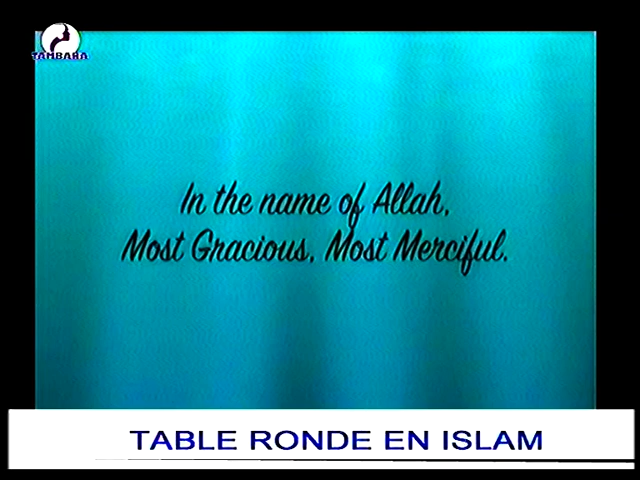 TAMBARA
In the name of Allah,
Most Gracious, Most Merciful.
TABLE RONDE EN ISLAM